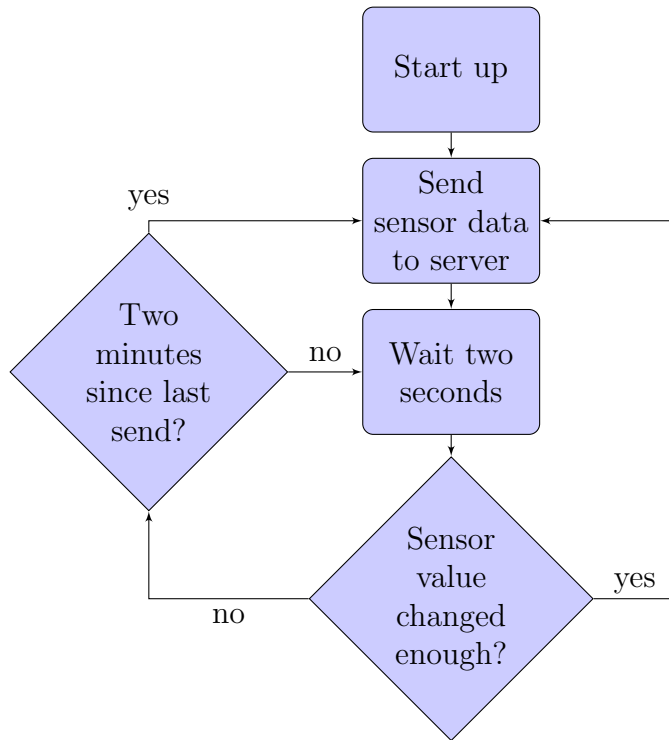 Start up
yes
Send
sensor data
to server
Two
minutes
since last
send?
no
Wait two
seconds
Sensor
value
changed
enough?
yes
no